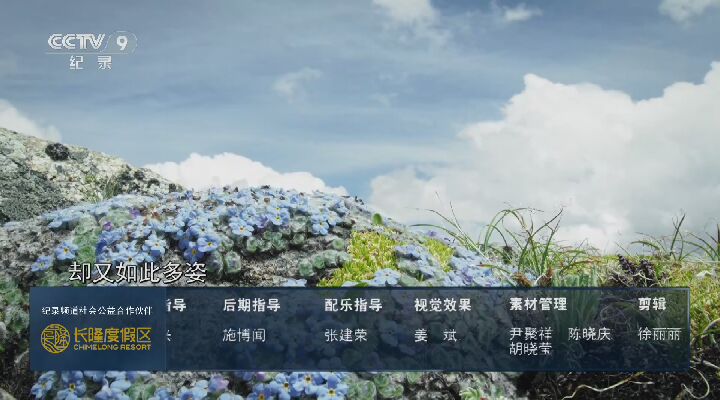 CCTV 9
纪录
却又如此多姿
纪录频道社会公益合作伙伴
长隆度假区
CHIMELONG RESORT
指导 后期指导 配乐指导 视觉效果 素材管理 剪辑
施博闻 张建荣 姜 斌 尹聚祥 陈晓庆 徐丽丽
胡晓莹